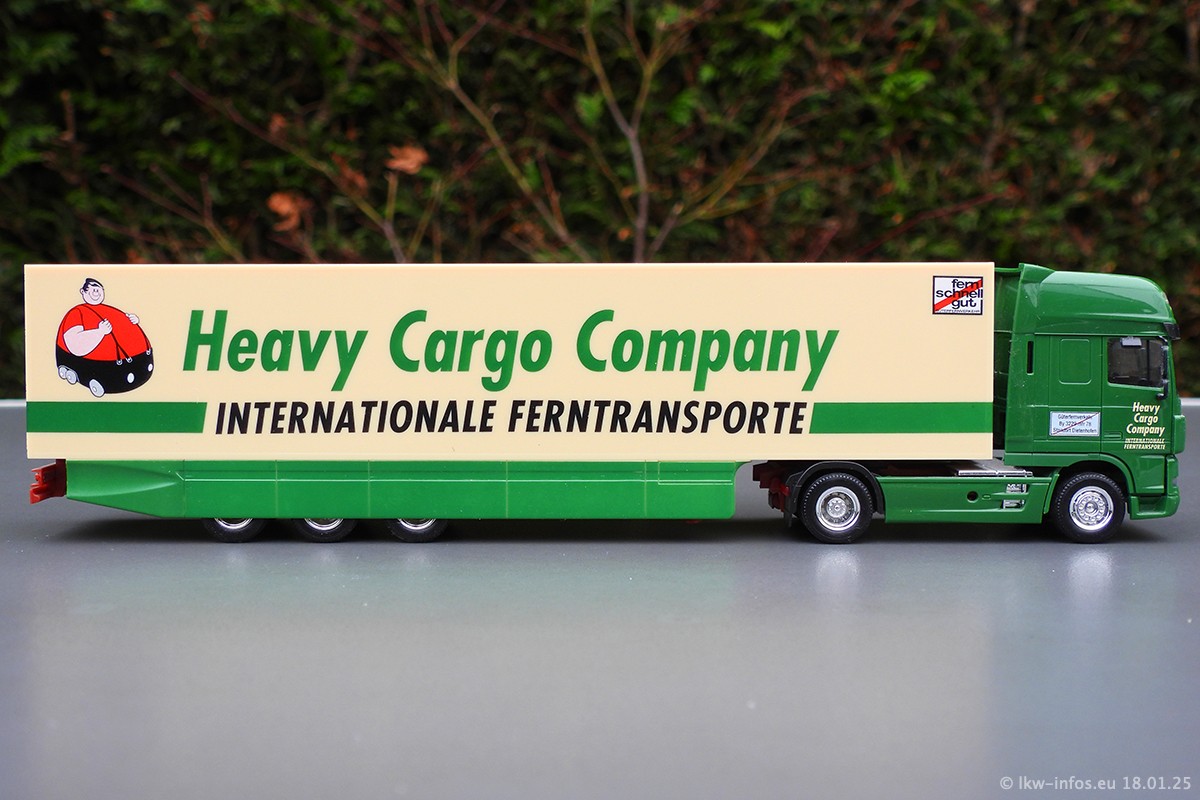 fern
schnell
gut
Heavy Cargo Company
INTERNATIONALE FERNTRANSPORTE
Heavy
Cargo
Company
INTERNATIONALE
FERNTRANSPORTE
Güterfernverkehr
© lkw-infos.eu 18.01.25